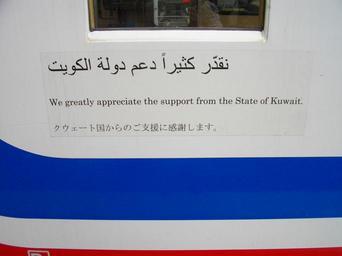 نقدّر كثيراً دعم دولة الكويت
We greatly appreciate the support from the State of Kuwait.
クウェート国からのご支援に感謝します。